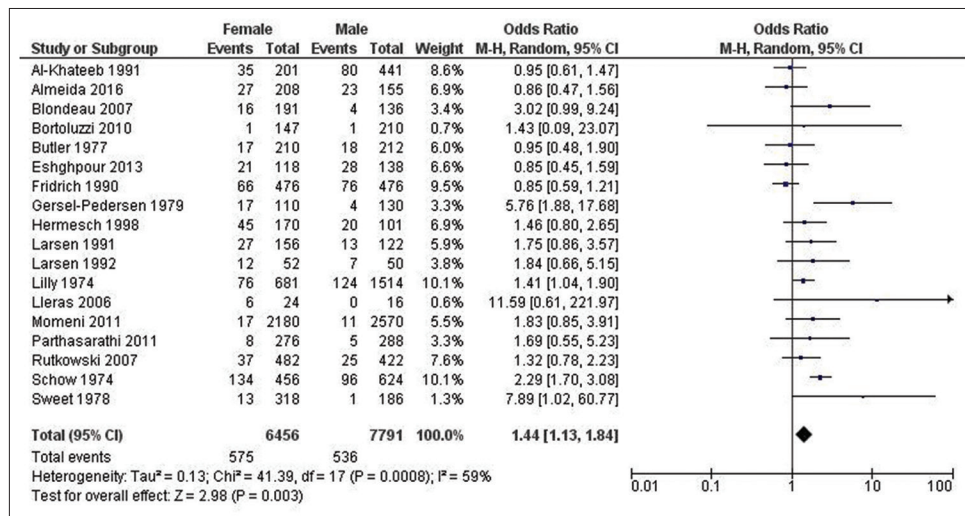 Female Male Odds Ratio Odds Ratio
Study or Subgroup Events Total Events Total Weight M-H, Random, 95% CI M-H, Random, 95% CI
Al-Khateeb 1991 35 201 80 441 8.6% 0.95 [0.61, 1.47]
Almeida 2016 27 208 23 155 6.9% 0.86 [0.47, 1.56]
Blondeau 2007 16 191 4 136 3.4% 3.02 [0.99, 9.24]
Bortoluzzi 2010 1 147 1 210 0.7% 1.43 [0.09, 23.07]
Butler 1977 17 210 18 212 6.0% 0.95 [0.48, 1.90]
Eshghpour 2013 21 118 28 138 6.7% 0.85 [0.45, 1.59]
Fridrich 1990 66 476 76 476 9.5% 0.85 [0.59, 1.21]
Gersel-Pedersen 1979 17 110 4 130 3.3% 5.76 [1.88, 17.68]
Hermesch 1998 45 170 20 101 6.9% 1.46 [0.80, 2.65]
Larsen 1991 27 156 13 122 5.9% 1.75 [0.86, 3.57]
Larsen 1992 12 52 7 50 3.8% 1.84 [0.66, 5.15]
Lilly 1974 76 681 124 1514 10.1% 1.41 [1.04, 1.90]
Lleras 2006 6 24 0 16 0.6% 11.59 [0.61, 221.97]
Momeni 2011 17 2180 11 2570 5.5% 1.83 [0.85, 3.91]
Parthasarathi 2011 8 276 5 288 3.3% 1.69 [0.55, 5.23]
Rutkowski 2007 37 482 25 422 7.6% 1.32 [0.78, 2.23]
Schow 1974 134 456 96 624 10.1% 2.29 [1.70, 3.08]
Sweet 1978 13 318 1 186 1.3% 7.89 [1.02, 60.77]
Total (95% CI) 6456 7791 100.0% 1.44 [1.13, 1.84]
Total events 575 536
Heterogeneity: Tau² = 0.13; Chi² = 41.39, df = 17 (P = 0.0008); I² = 59%
Test for overall effect: Z = 2.98 (P = 0.003)
0.01 0.1 1 10 100